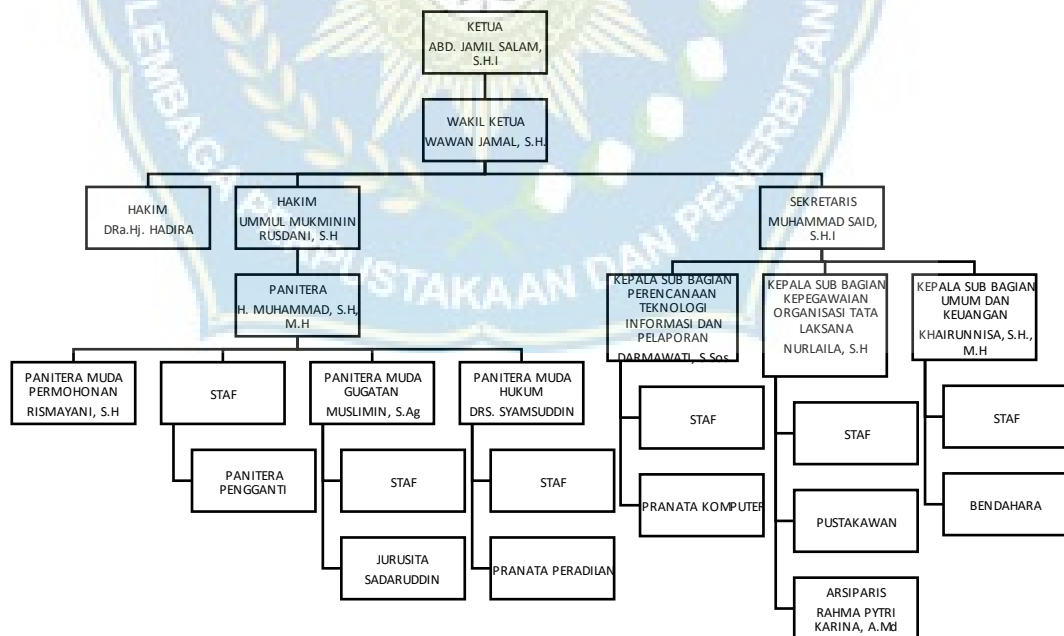 KETUA
ABD. JAMIL SALAM,
S.H.I
WAKIL KETUA
WAWAN JAMAL, S.H.
HAKIM
DRa.Hj. HADIRA
HAKIM
UMMUL MUKMININ
RUSDANI, S.H
SEKRETARIS
MUHAMMAD SAID,
S.H.I
PANITERA
H. MUHAMMAD, S.H,
M.H
KEPALA SUB BAGIAN
PERENCANAAN
TEKNOLOGI
INFORMASI DAN
PELAPORAN
DARMAWATI, S.Sos
KEPALA SUB BAGIAN
KEPEGAWAIAN
ORGANISASI TATA
LAKSANA
NURLAILA, S.H
KEPALA SUB BAGIAN
UMUM DAN
KEUANGAN
KHAIRUNNISA, S.H.,
M.H
PANITERA MUDA
PERMOHONAN
RISMAYANI, S.H
STAF
PANITERA MUDA
GUGATAN
MUSLIMIN, S.Ag
PANITERA MUDA
HUKUM
DRS. SYAMSUDDIN
PANITERA
PENGGANTI
STAF
JURUSITA
SADARUDDIN
STAF
PRANATA PERADILAN
STAF
PRANATA KOMPUTER
STAF
PUSTAKAWAN
ARSIPARIS
RAHMA PYTRI
KARINA, A.Md
STAF
BENDAHARA
LEMBAGA PERPUSTAKAAN DAN PENERBITAN